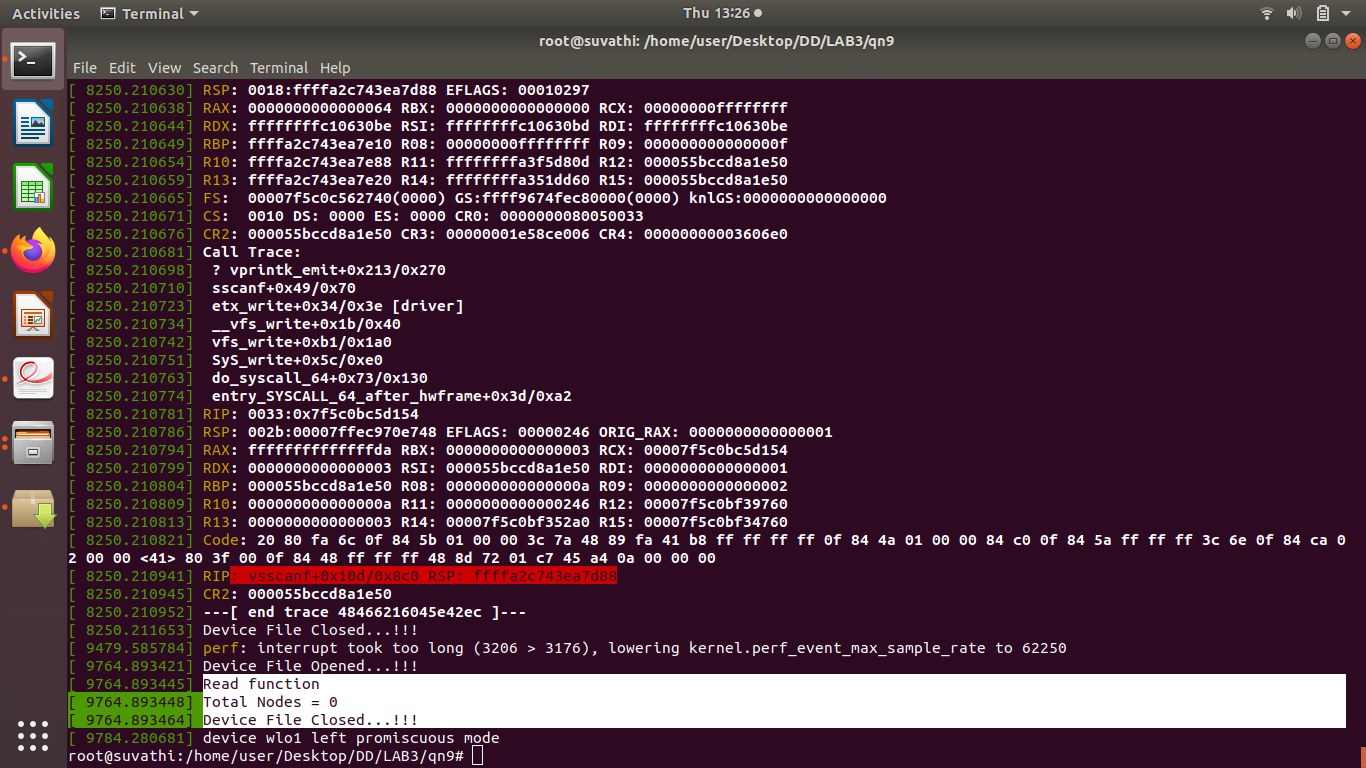 Activities Terminal Thu 13:26
root@suvathi: /home/user/Desktop/DD/LAB3/qn9
File Edit View Search Terminal Help
[ 8250.210630] RSP: 0018:ffffa2c743ea7d88 EFLAGS: 00010297
[ 8250.210638] RAX: 0000000000000064 RBX: 0000000000000000 RCX: 00000000ffffffff
[ 8250.210644] RDX: ffffffffc10630be RSI: ffffffffc10630bd RDI: ffffffffc10630be
[ 8250.210649] RBP: ffffa2c743ea7e10 R08: 00000000ffffffff R09: 000000000000000f
[ 8250.210654] R10: ffffa2c743ea7e88 R11: ffffffffa3f5d80d R12: 000055bccd8a1e50
[ 8250.210659] R13: ffffa2c743ea7e20 R14: ffffffffa351dd60 R15: 000055bccd8a1e50
[ 8250.210665] FS:  00007f5c0c562740(0000) GS:ffff9674fec80000(0000) knlGS:0000000000000000
[ 8250.210671] CS:  0010 DS: 0000 ES: 0000 CR0: 0000000080050033
[ 8250.210676] CR2: 000055bccd8a1e50 CR3: 00000001e58ce006 CR4: 00000000003606e0
[ 8250.210681] Call Trace:
[ 8250.210698]  ? vprintk_emit+0x213/0x270
[ 8250.210710]  sscanf+0x49/0x70
[ 8250.210723]  etx_write+0x34/0x3e [driver]
[ 8250.210734]  __vfs_write+0x1b/0x40
[ 8250.210742]  vfs_write+0xb1/0x1a0
[ 8250.210751]  SyS_write+0x5c/0xe0
[ 8250.210763]  do_syscall_64+0x73/0x130
[ 8250.210774]  entry_SYSCALL_64_after_hwframe+0x3d/0xa2
[ 8250.210781] RIP: 0033:0x7f5c0bc5d154
[ 8250.210786] RSP: 002b:00007ffec970e748 EFLAGS: 00000246 ORIG_RAX: 0000000000000001
[ 8250.210794] RAX: ffffffffffffffda RBX: 0000000000000003 RCX: 00007f5c0bc5d154
[ 8250.210799] RDX: 0000000000000003 RSI: 000055bccd8a1e50 RDI: 0000000000000001
[ 8250.210804] RBP: 000055bccd8a1e50 R08: 000000000000000a R09: 0000000000000002
[ 8250.210809] R10: 000000000000000a R11: 0000000000000246 R12: 00007f5c0bf39760
[ 8250.210813] R13: 0000000000000003 R14: 00007f5c0bf352a0 R15: 00007f5c0bf34760
[ 8250.210821] Code: 20 80 fa 6c 0f 84 5b 01 00 00 3c 7a 48 89 fa 41 b8 ff ff ff ff 0f 84 4a 01 00 00 84 c0 0f 84 5a ff ff ff 3c 6e 0f 84 ca 0
2 00 00 <41> 80 3f 00 0f 84 48 ff ff ff 48 8d 72 01 c7 45 a4 0a 00 00 00
[ 8250.210941] RIP: vsscanf+0x10d/0x8c0 RSP: ffffa2c743ea7d88
[ 8250.210945] CR2: 000055bccd8a1e50
[ 8250.210952] ---[ end trace 48466216045e42ec ]---
[ 8250.211653] Device File Closed...!!!
[ 9479.585784] perf: interrupt took too long (3206 > 3176), lowering kernel.perf_event_max_sample_rate to 62250
[ 9764.893421] Device File Opened...!!!
[ 9764.893445] Read function
[ 9764.893448] Total Nodes = 0
[ 9764.893464] Device File Closed...!!!
[ 9784.280681] device wlo1 left promiscuous mode
root@suvathi:/home/user/Desktop/DD/LAB3/qn9#